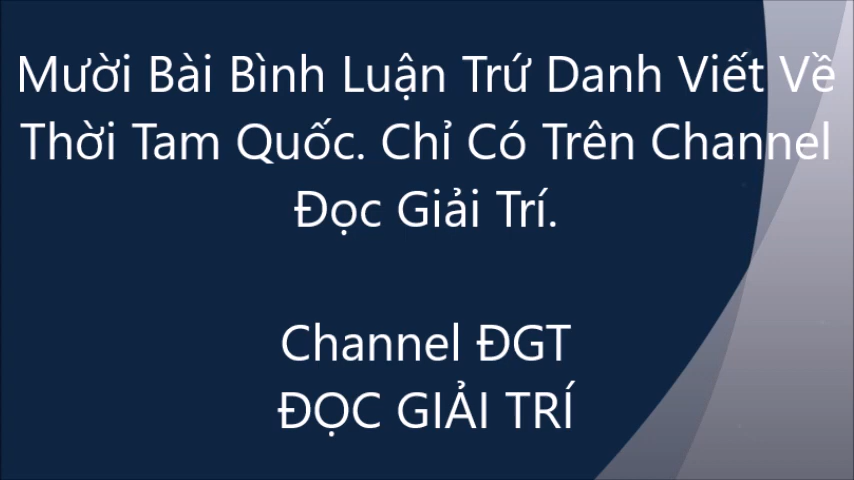 Mười Bài Bình Luận Trứ Danh Viết Về
Thời Tam Quốc. Chỉ Có Trên Channel
Đọc Giải Trí.
Channel ĐGT
ĐỌC GIẢI TRÍ